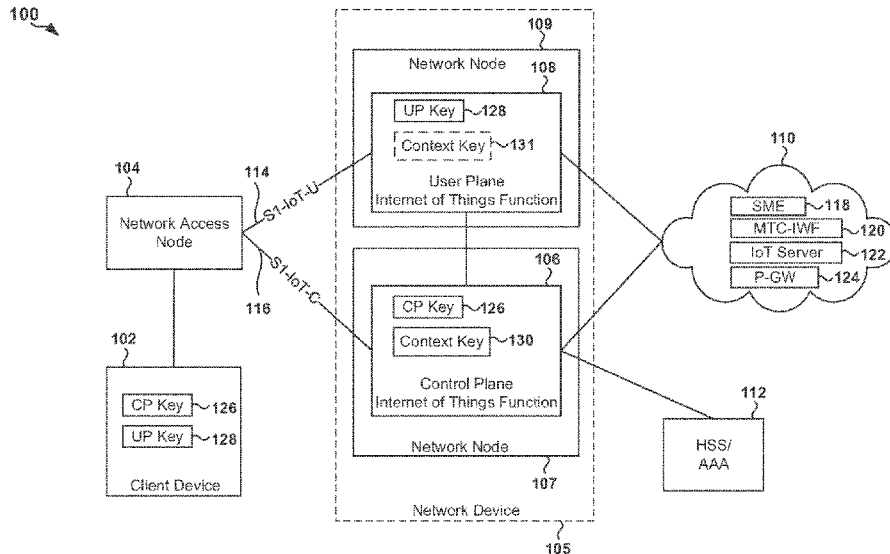 100
109
Network Node
108
UP Key
128
Context Key
131
User Plane
Internet of Things Function
104
Network Access
Node
114
S1-IoT-U
116
S1-IoT-C
110
SME
118
MTC-IWF
120
IoT Server
122
P-GW
124
106
CP Key
126
Context Key
130
Control Plane
Internet of Things Function
Network Node
107
102
CP Key
126
UP Key
128
Client Device
112
HSS/
AAA
Network Device
105